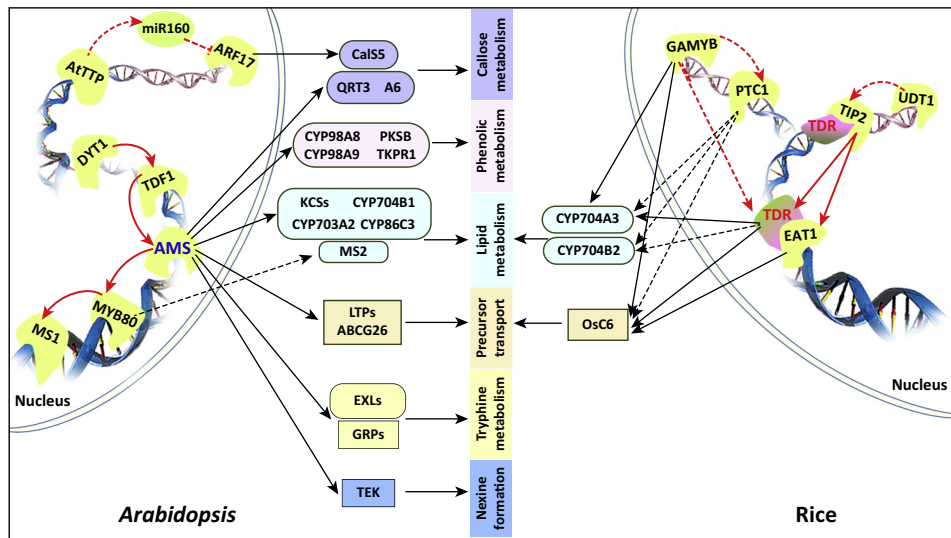 miR160
AtTTP
ARF17
DYT1
TDF1
AMS
MYB80
MS1
Nucleus
Arabidopsis
CalS5
QRT3 A6
CYP98A8 PKSB
CYP98A9 TKPR1
KCSs CYP704B1
CYP703A2 CYP86C3
MS2
LTPs
ABCG26
EXLs
GRPs
TEK
Callose
metabolism
Phenolic
metabolism
Lipid
metabolism
Precursor
transport
Tryphine
metabolism
Nexine
formation
GAMYB
PTC1
UDT1
TIP2
TDR
TDR
EAT1
CYP704A3
CYP704B2
OsC6
Nucleus
Rice